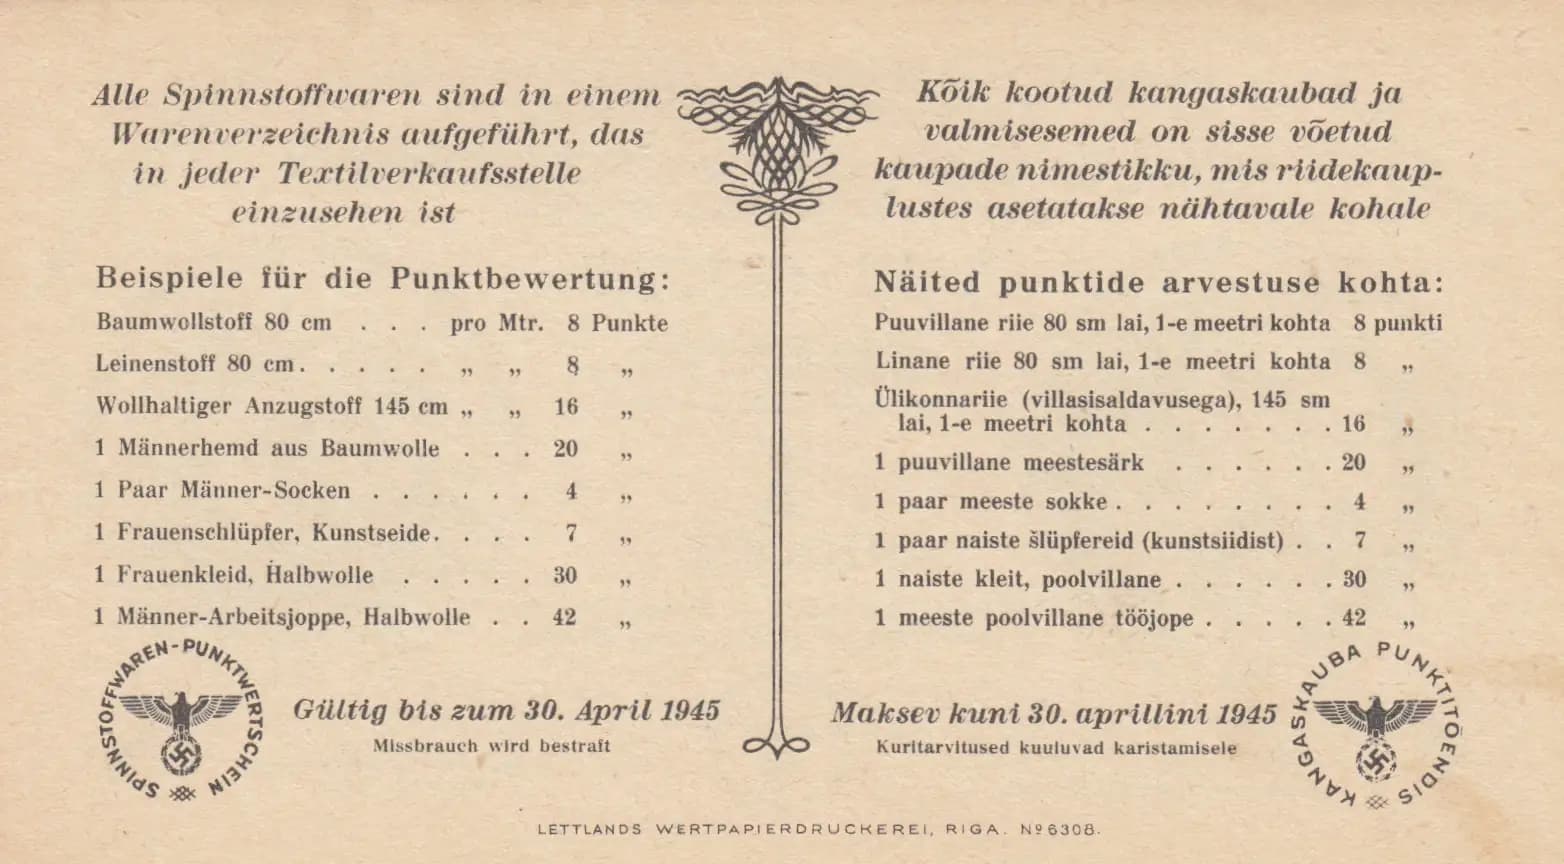 Alle Spinnstoffwaren sind in einem
Warenverzeichnis aufgeführt, das
in jeder Textilverkaufsstelle
einzusehen ist
Beispiele für die Punktbewertung:
Baumwollstoff 80 cm . . . pro Mtr. 8 Punkte
Leinenstoff 80 cm. . . . . . „ „ 8 „
Wollhaltiger Anzugstoff 145 cm „ „ 16 „
1 Männerhemd aus Baumwolle . . . 20 „
1 Paar Männer-Socken . . . . . . 4 „
1 Frauenschlüpfer, Kunstseide. . . . 7 „
1 Frauenkleid, Halbwolle . . . . . 30 „
1 Männer-Arbeitsjoppe, Halbwolle . . 42 „
SPINNSTOFFWAREN-PUNKTWERTSCHEIN
Gültig bis zum 30. April 1945
Missbrauch wird bestraft
Kõik kootud kangaskaubad ja
valmisesemed on sisse võetud
kaupade nimestikku, mis riidekaup-
lustes asetatakse nähtavale kohale
Näited punktide arvestuse kohta:
Puuvillane riie 80 sm lai, 1-e meetri kohta 8 punkti
Linane riie 80 sm lai, 1-e meetri kohta 8 „
Ülikonnariie (villasisaldavusega), 145 sm
lai, 1-e meetri kohta . . . . . . . 16 „
1 puuvillane meestesärk . . . . . . 20 „
1 paar meeste sokke . . . . . . . . 4 „
1 paar naiste šlüpfereid (kunstsiidist) . . 7 „
1 naiste kleit, poolvillane . . . . . . 30 „
1 meeste poolvillane tööjope . . . . . 42 „
Maksev kuni 30. aprillini 1945
Kuritarvitused kuuluvad karistamisele
KANGASKAUBA PUNKTITÕENDIS
LETTLANDS WERTPAPIERDRUCKEREI, RIGA. № 6308.